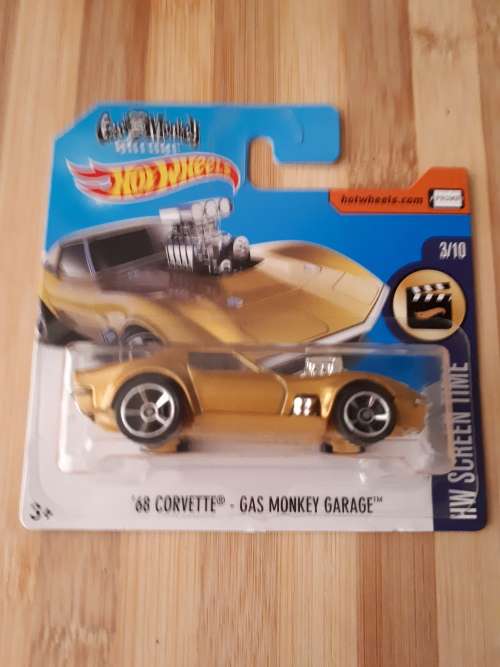 Gas Monkey
GARAGE
HOT WHEELS
hotwheels.com
3/10
HW SCREEN TIME
'68 CORVETTE® - GAS MONKEY GARAGE™
3+